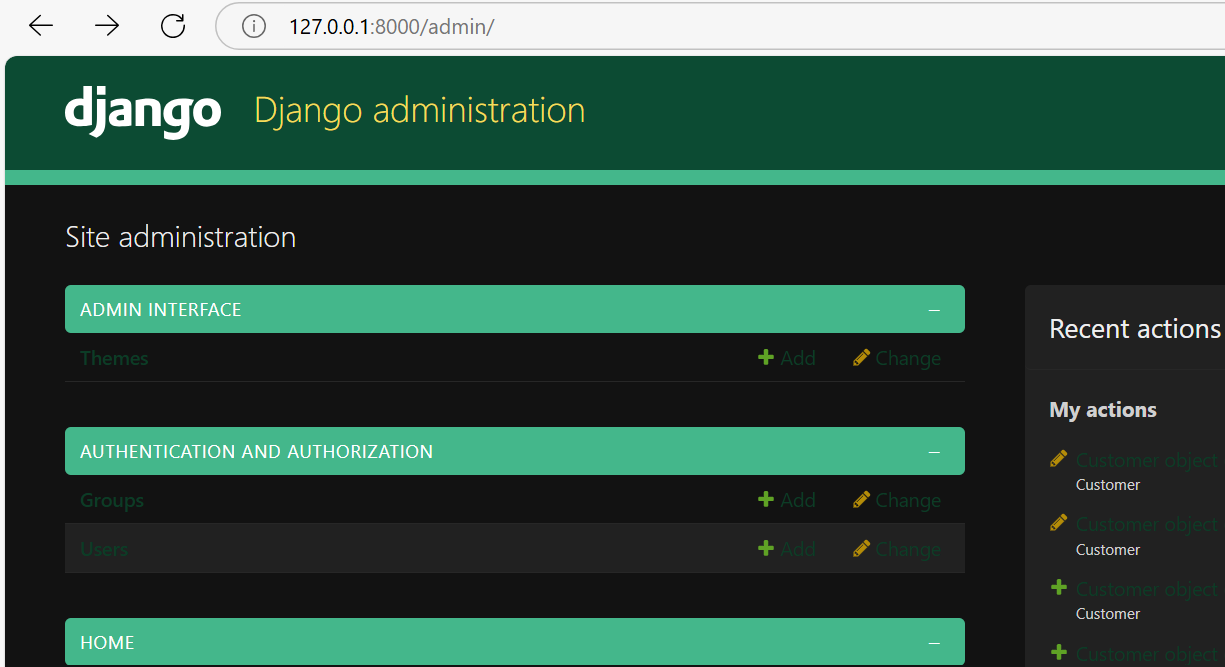 127.0.0.1:8000/admin/
django Django administration
Site administration
ADMIN INTERFACE
Themes Add Change
AUTHENTICATION AND AUTHORIZATION
Groups Add Change
Users Add Change
HOME
Recent actions
My actions
Customer object
Customer
Customer object
Customer
Customer object
Customer
Customer object